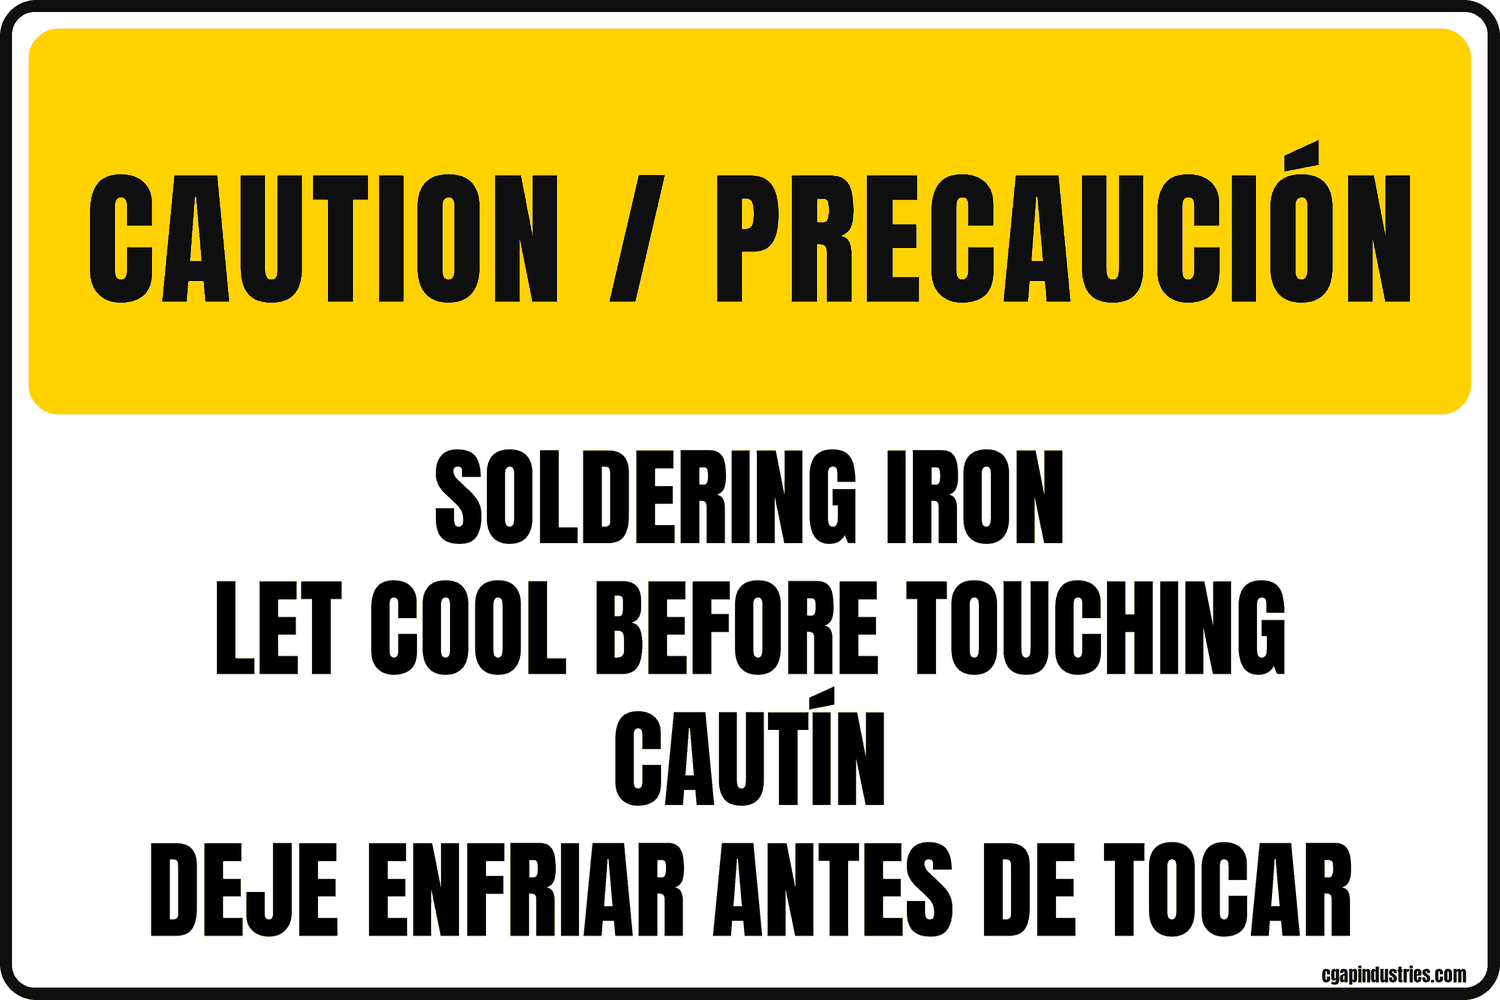 CAUTION / PRECAUCIÓN
SOLDERING IRON
LET COOL BEFORE TOUCHING
CAUTÍN
DEJE ENFRIAR ANTES DE TOCAR
cgapindustries.com